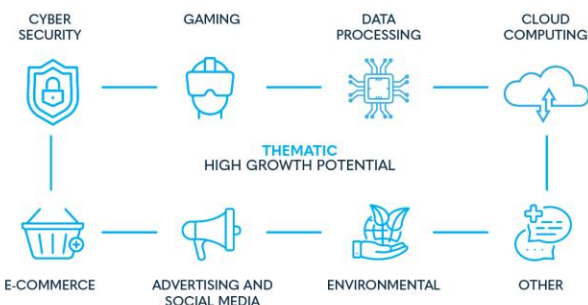 CYBER
SECURITY
GAMING
DATA
PROCESSING
CLOUD
COMPUTING
THEMATIC
HIGH GROWTH POTENTIAL
E-COMMERCE
ADVERTISING AND
SOCIAL MEDIA
ENVIRONMENTAL
OTHER